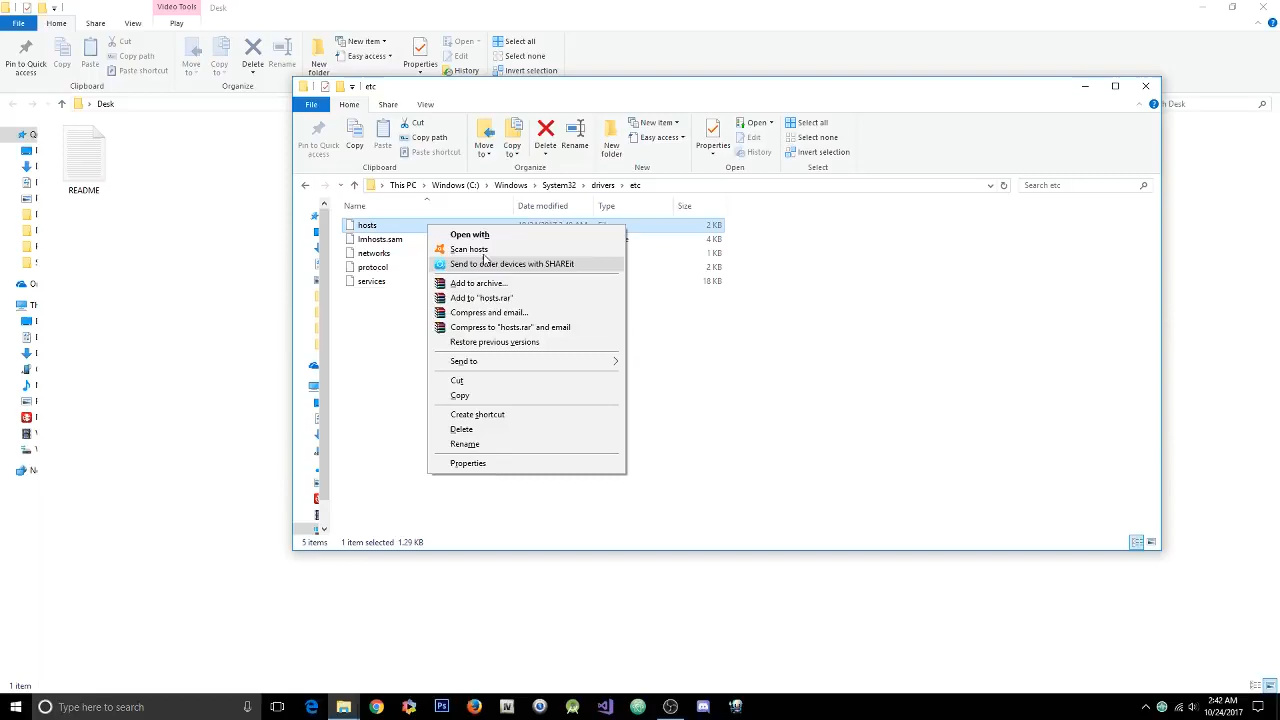 Video Tools
Desk
File
Home
Share
View
Play
Pin to Quick access
Copy
Paste
Cut
Copy path
Paste shortcut
Clipboard
Move to
Copy to
Delete
Rename
Organize
New folder
New item
Easy access
Properties
Open
Edit
History
Select all
Select none
Invert selection
Desk
README
1 item
etc
File
Home
Share
View
Pin to Quick access
Copy
Paste
Cut
Copy path
Paste shortcut
Clipboard
Move to
Copy to
Delete
Rename
Organize
New folder
New item
Easy access
New
Properties
Open
Edit
History
Open
Select all
Select none
Invert selection
Select
This PC
Windows (C:)
Windows
System32
drivers
etc
Search etc
Name
Date modified
Type
Size
hosts
2 KB
lmhosts.sam
4 KB
networks
1 KB
protocol
2 KB
services
18 KB
Open with
Scan hosts
Send to other devices with SHAREit
Add to archive...
Add to "hosts.rar"
Compress and email...
Compress to "hosts.rar" and email
Restore previous versions
Send to
Cut
Copy
Create shortcut
Delete
Rename
Properties
5 items
1 item selected 1.29 KB
Type here to search
2:42 AM
10/24/2017